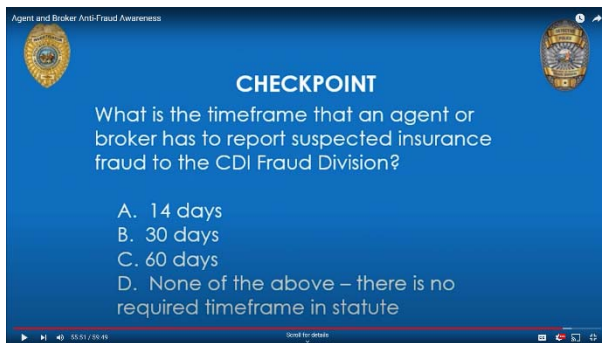 Agent and Broker Anti-Fraud Awareness
CHECKPOINT
What is the timeframe that an agent or
broker has to report suspected insurance
fraud to the CDI Fraud Division?
A. 14 days
B. 30 days
C. 60 days
D. None of the above – there is no
required timeframe in statute
55:51 / 59:49
Scroll for details